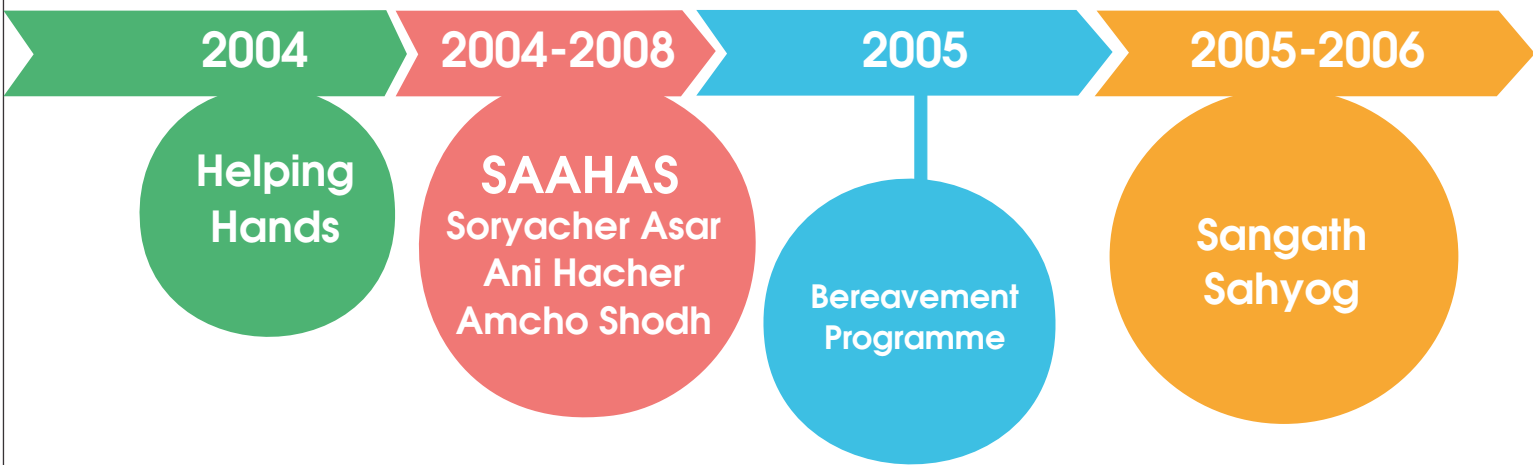 2004
Helping
Hands
2004-2008
SAAHAS
Soryacher Asar
Ani Hacher
Amcho Shodh
2005
Bereavement
Programme
2005-2006
Sangath
Sahyog